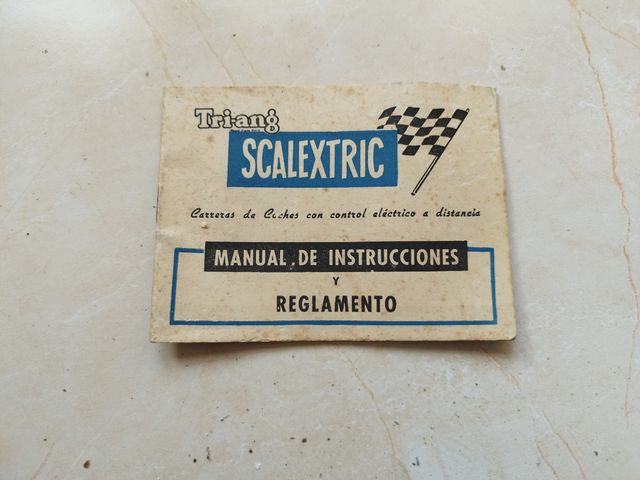 Tri-ang
SCALEXTRIC
Carreras de Coches con control eléctrico a distancia
MANUAL DE INSTRUCCIONES
Y
REGLAMENTO